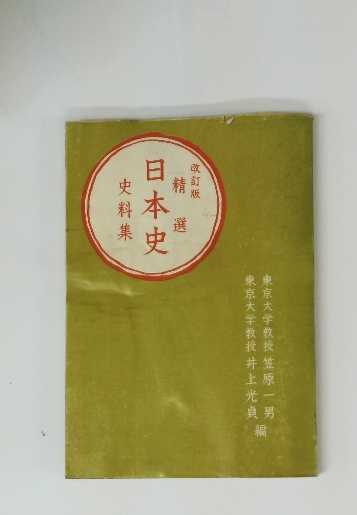 改訂版
精選
日本史
史料集
東京大学教授 笠原一男
東京大学教授 井上光貞
編